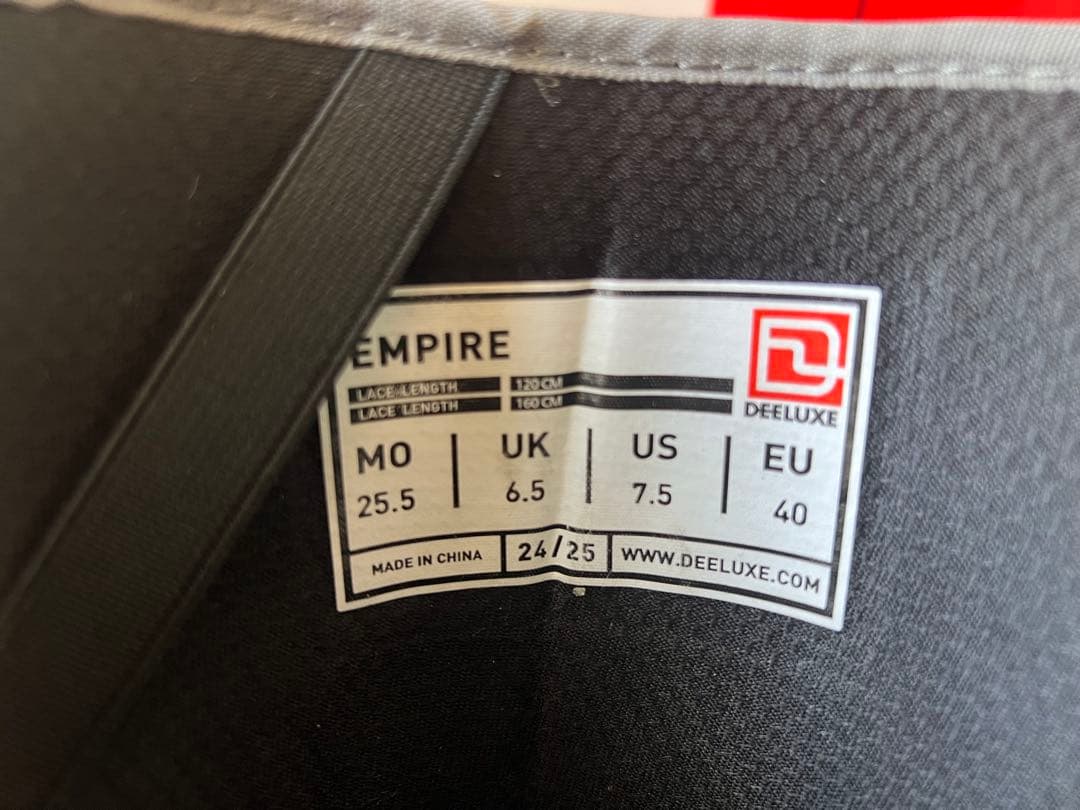 EMPIRE
LACE LENGTH 120 CM
LACE LENGTH 160 CM
DEELUXE
MO UK US EU
25.5 6.5 7.5 40
MADE IN CHINA 24/25 WWW.DEELUXE.COM